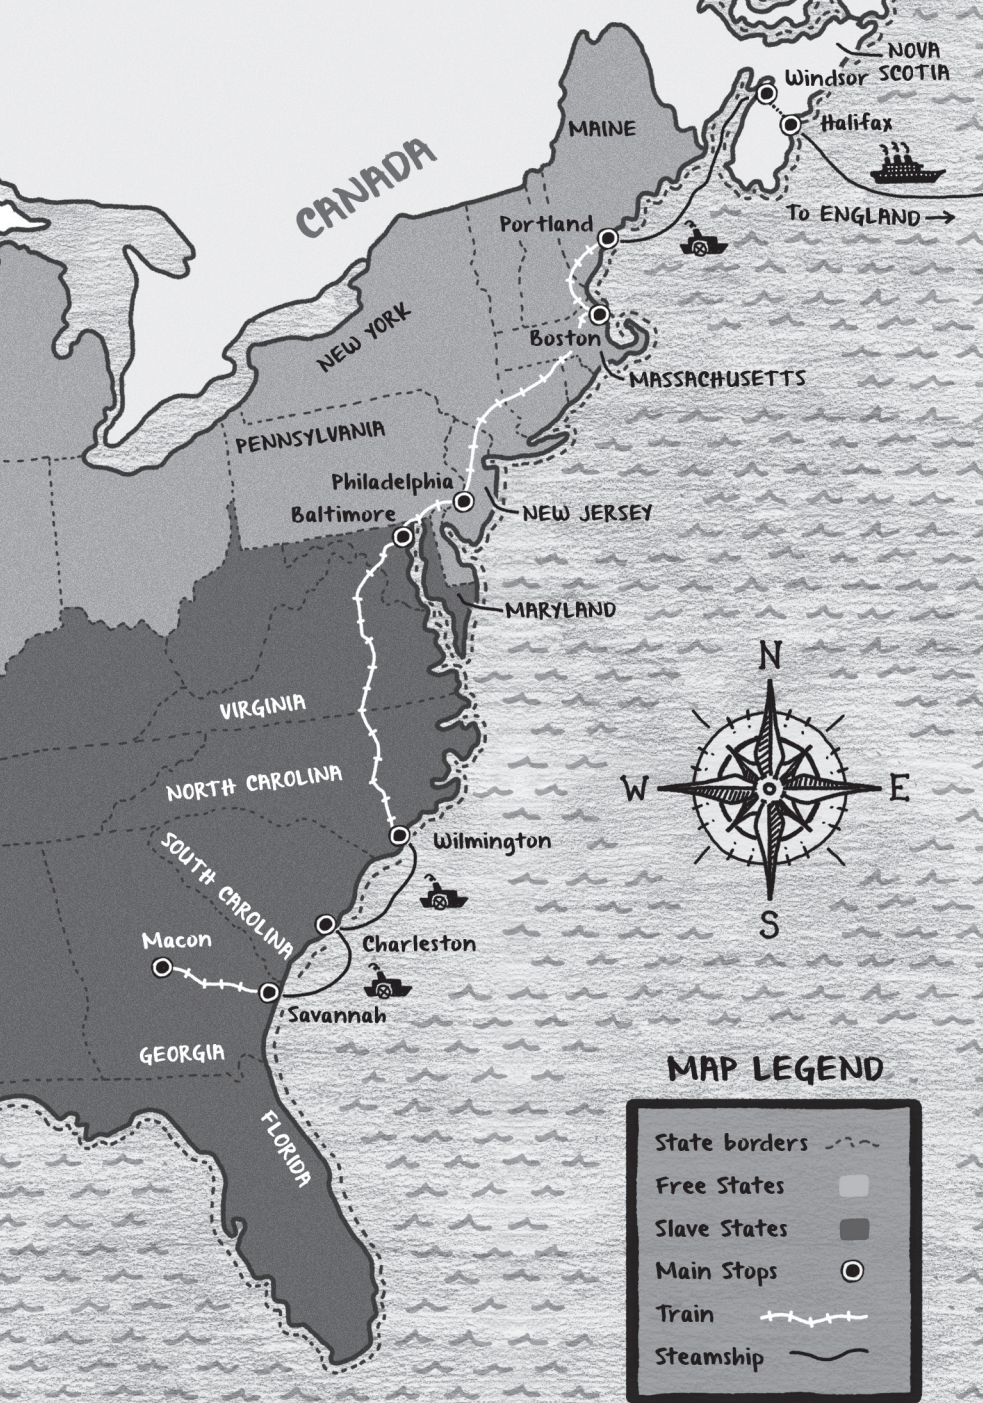 NOVA
SCOTIA
Windsor
Halifax
MAINE
CANADA
TO ENGLAND
Portland
NEW YORK
Boston
MASSACHUSETTS
PENNSYLVANIA
Philadelphia
Baltimore
NEW JERSEY
MARYLAND
N
W
E
S
VIRGINIA
NORTH CAROLINA
Wilmington
SOUTH CAROLINA
Charleston
Macon
Savannah
GEORGIA
FLORIDA
MAP LEGEND
State borders
Free States
Slave States
Main Stops
Train
Steamship